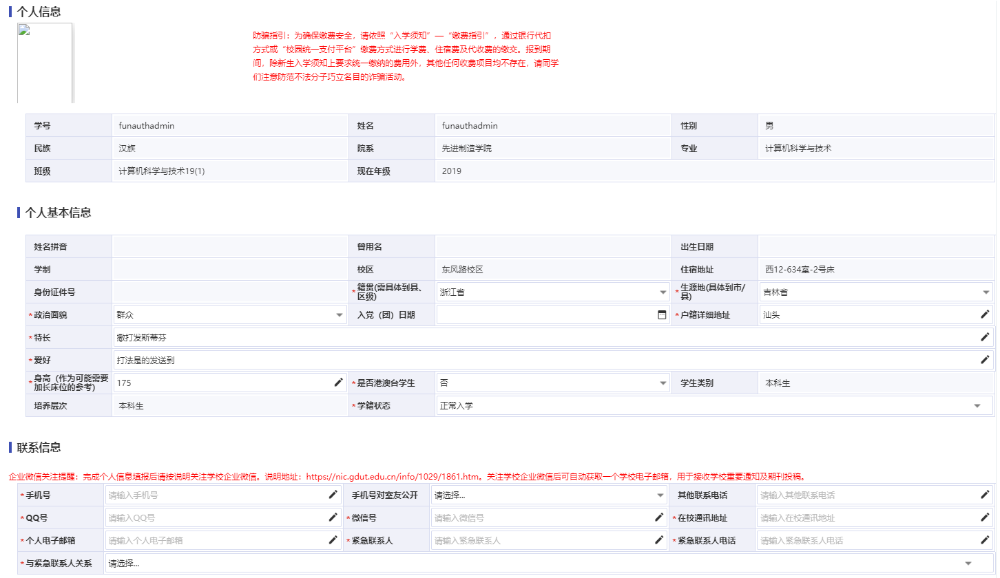 个人信息
防骗指引：为确保缴费安全，请依照“入学须知”—“缴费指引”，通过银行代扣
方式或“校园统一支付平台”缴费方式进行学费、住宿费及代收费的缴交。报到期
间，除新生入学须知上要求统一缴纳的费用外，其他任何收费项目均不存在，请同学
们注意防范不法分子巧立名目的诈骗活动。
学号 funauthadmin 姓名 funauthadmin 性别 男
民族 汉族 院系 先进制造学院 专业 计算机科学与技术
班级 计算机科学与技术19(1) 现在年级 2019
个人基本信息
姓名拼音 曾用名 出生日期
学制 校区 东风路校区 住宿地址 西12-634室-2号床
身份证件号 *籍贯(需具体到县、 浙江省 *生源地(具体到市/ 吉林省
区级) 县)
*政治面貌 群众 入党（团）日期 *户籍详细地址 汕头
*特长 撒打发斯蒂芬
*爱好 打法是的发送到
*身高（作为可能需要 175 *是否港澳台学生 否 学生类别 本科生
加长床位的参考)
培养层次 本科生 *学籍状态 正常入学
联系信息
企业微信关注提醒：完成个人信息填报后请按说明关注学校企业微信。说明地址：https://nic.gdut.edu.cn/info/1029/1861.htm。关注学校企业微信后可自动获取一个学校电子邮箱，用于接收学校重要通知及期刊投稿。
*手机号 请输入手机号 手机号对室友公开 请选择... 其他联系电话 请输入其他联系电话
*QQ号 请输入QQ号 *微信号 请输入微信号 *在校通讯地址 请输入在校通讯地址
*个人电子邮箱 请输入个人电子邮箱 *紧急联系人 请输入紧急联系人 *紧急联系人电话 请输入紧急联系人电话
*与紧急联系人关系 请选择...